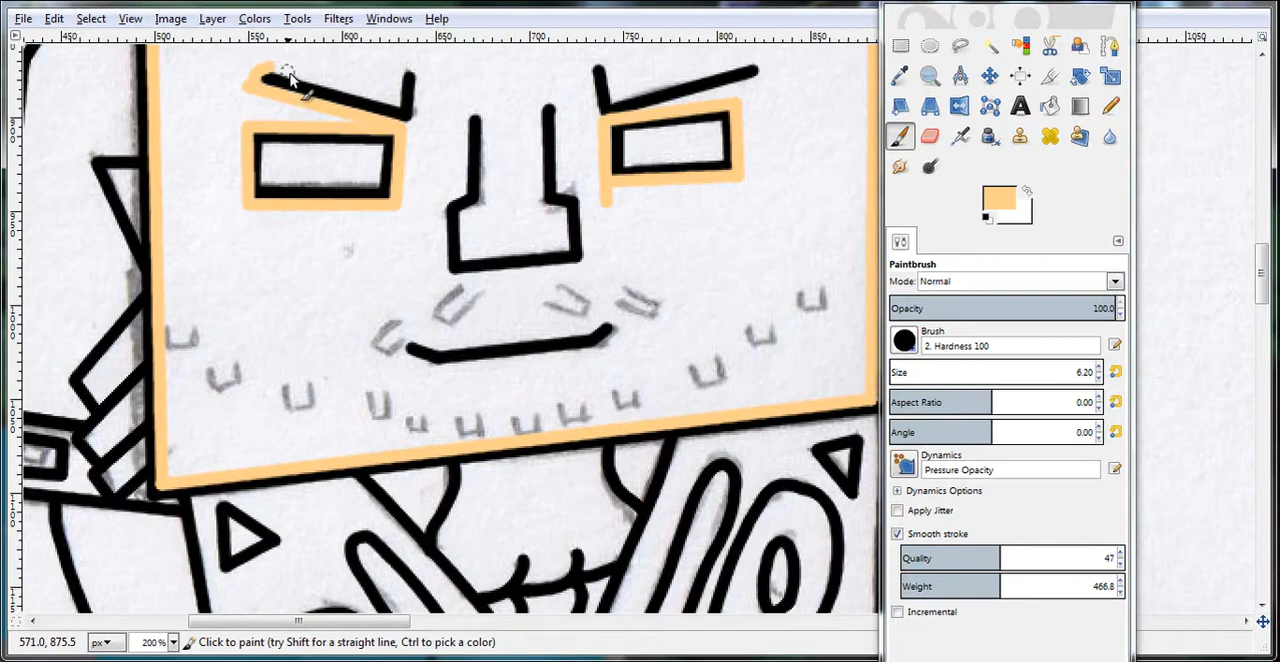 File Edit Select View Image Layer Colors Tools Filters Windows Help
450 500 550 600 650 700 750 800 850 1050
Paintbrush
Mode: Normal
Opacity 100.0
Brush
2. Hardness 100
Size 6.20
Aspect Ratio 0.00
Angle 0.00
Dynamics
Pressure Opacity
Dynamics Options
Apply Jitter
Smooth stroke
Quality 47
Weight 466.8
Incremental
571.0, 875.5 px 200% Click to paint (try Shift for a straight line, Ctrl to pick a color)